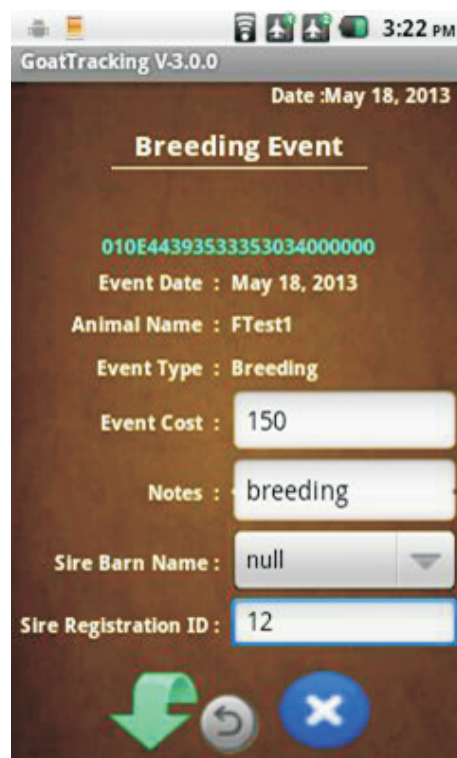 3:22 PM
GoatTracking V-3.0.0
Date :May 18, 2013
Breeding Event
010E44393533353034000000
Event Date : May 18, 2013
Animal Name : FTest1
Event Type : Breeding
Event Cost : 150
Notes : breeding
Sire Barn Name : null
Sire Registration ID : 12